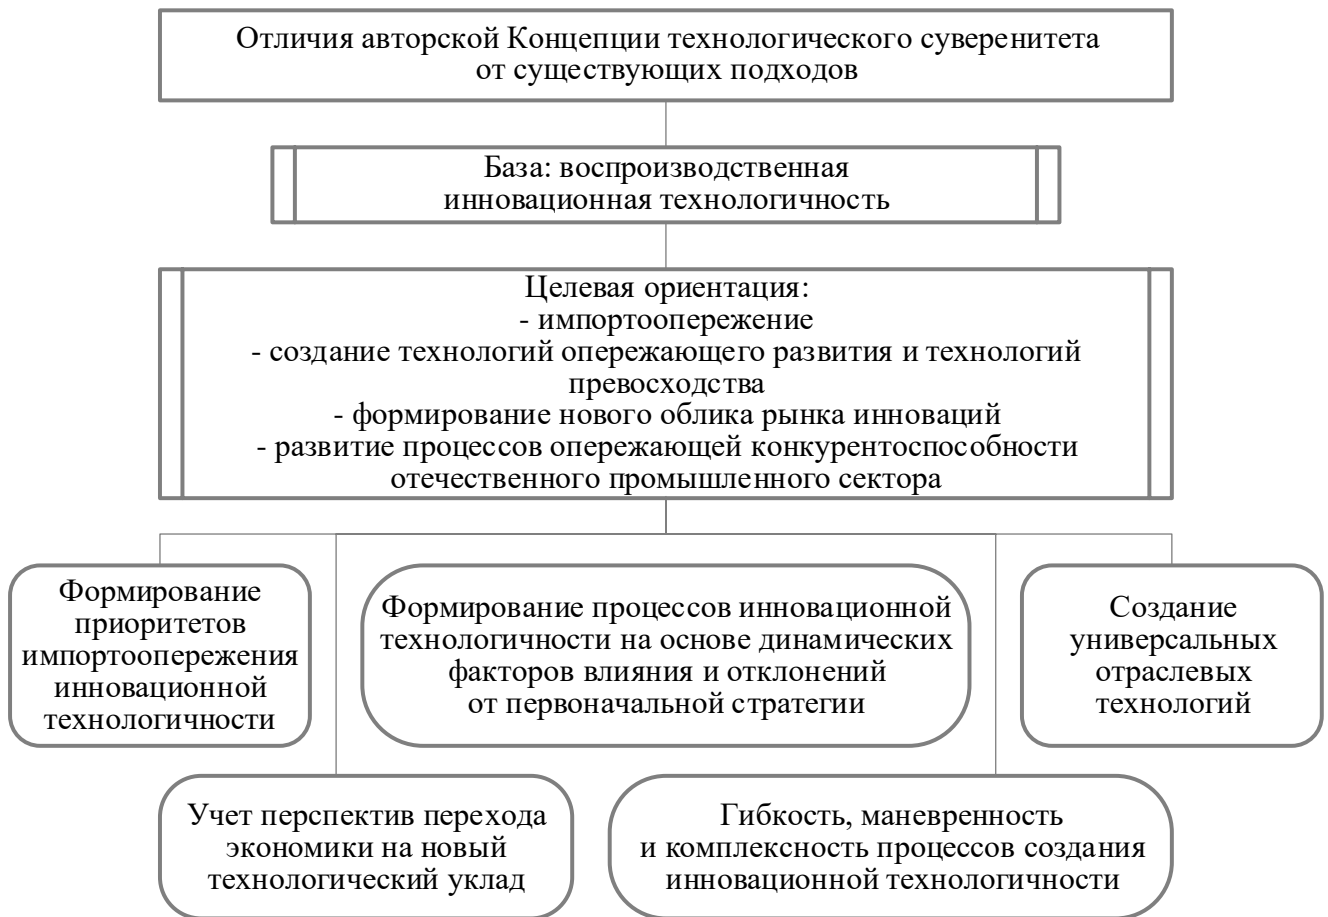 Отличия авторской Концепции технологического суверенитета
от существующих подходов
База: воспроизводственная
инновационная технологичность
Целевая ориентация:
- импортоопережение
- создание технологий опережающего развития и технологий
превосходства
- формирование нового облика рынка инноваций
- развитие процессов опережающей конкурентоспособности
отечественного промышленного сектора
Формирование
приоритетов
импортоопережения
инновационной
технологичности
Формирование процессов инновационной
технологичности на основе динамических
факторов влияния и отклонений
от первоначальной стратегии
Создание
универсальных
отраслевых
технологий
Учет перспектив перехода
экономики на новый
технологический уклад
Гибкость, маневренность
и комплексность процессов создания
инновационной технологичности